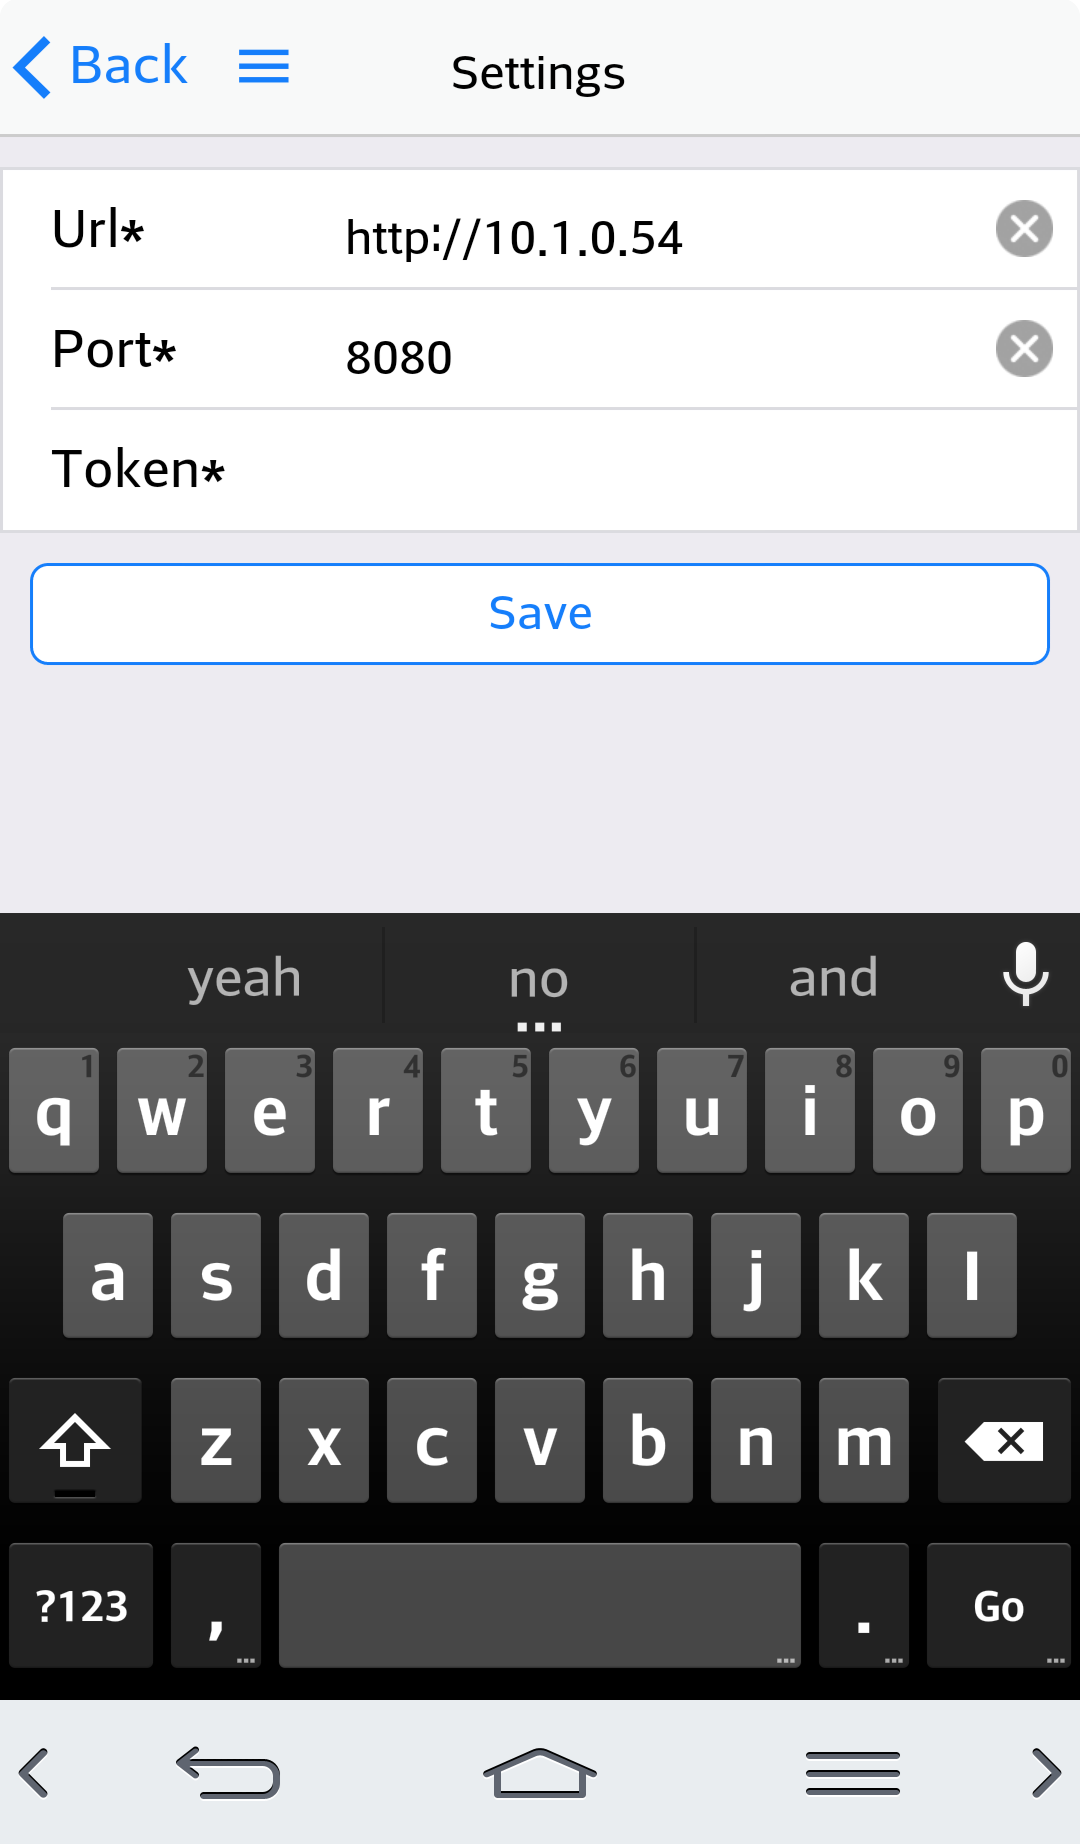 Back Settings
Url* http://10.1.0.54
Port* 8080
Token*
Save
yeah no and
1 2 3 4 5 6 7 8 9 0
q w e r t y u i o p
a s d f g h j k l
z x c v b n m
?123 , . Go